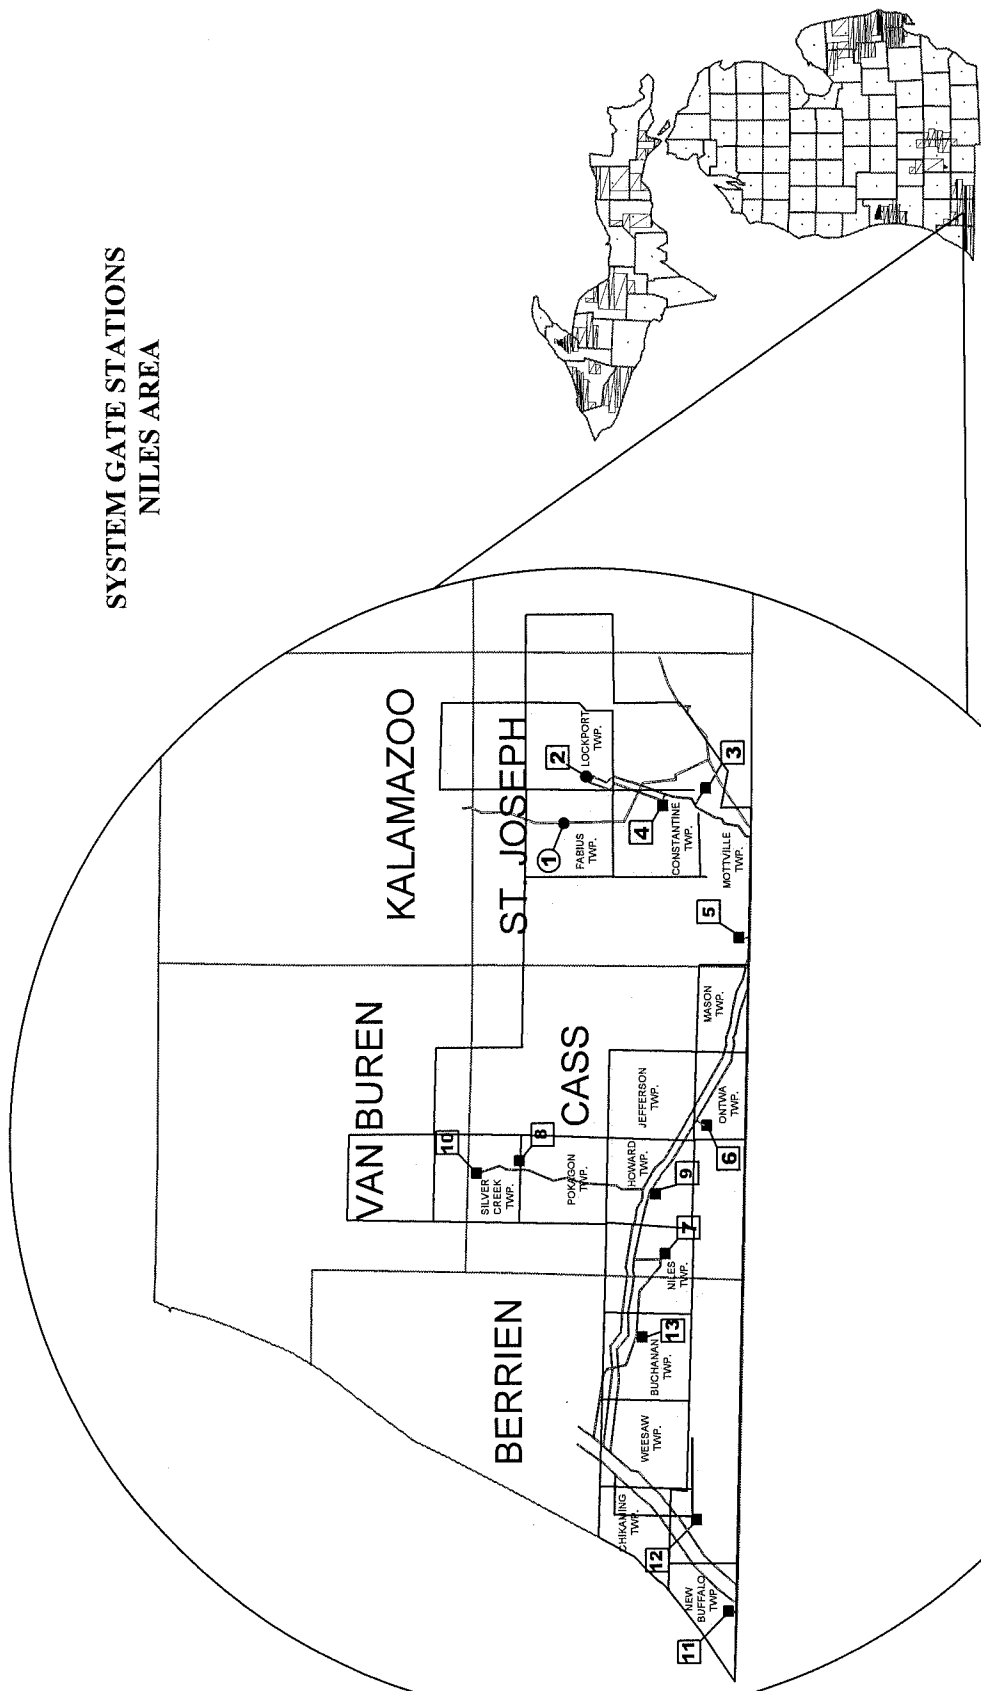 SYSTEM GATE STATIONS
NILES AREA
KALAMAZOO
VAN BUREN
ST. JOSEPH
CASS
BERRIEN
10
8
SILVER
CREEK
TWP.
POKAGON
TWP.
2
LOCKPORT
TWP.
1
FABIUS
TWP.
4
CONSTANTINE
TWP.
3
MOTTVILLE
TWP.
5
MASON
TWP.
JEFFERSON
TWP.
ONTWA
TWP.
6
HOWARD
TWP.
9
7
NILES
TWP.
13
BUCHANAN
TWP.
WEESAW
TWP.
CHIKAMING
TWP.
12
NEW
BUFFALO
TWP.
11